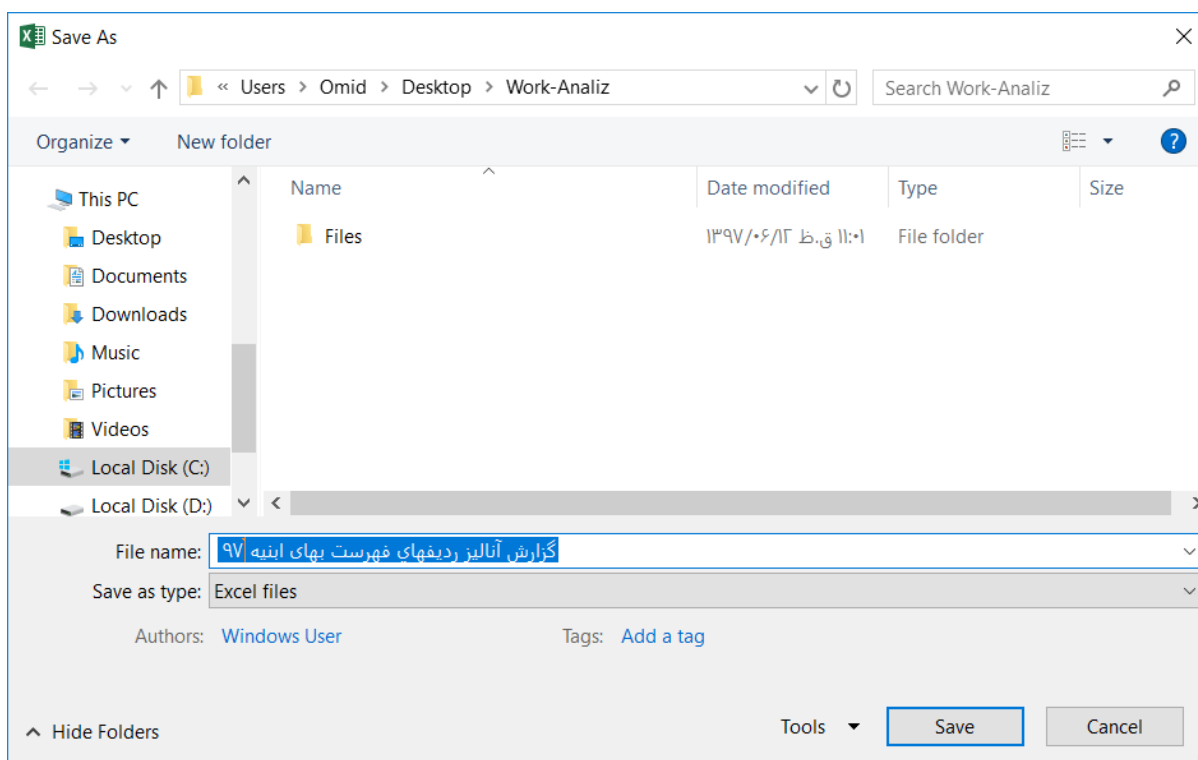 Save As
« Users > Omid > Desktop > Work-Analiz
Search Work-Analiz
Organize
New folder
Name
Date modified
Type
Size
Files
۱۳۹۷/۰۶/۱۲ ۱۱:۰۱ ق.ظ
File folder
This PC
Desktop
Documents
Downloads
Music
Pictures
Videos
Local Disk (C:)
Local Disk (D:)
File name: گزارش آنالیز ردیفهای فهرست بهای ابنیه ۹۷
Save as type: Excel files
Authors: Windows User
Tags: Add a tag
Hide Folders
Tools
Save
Cancel